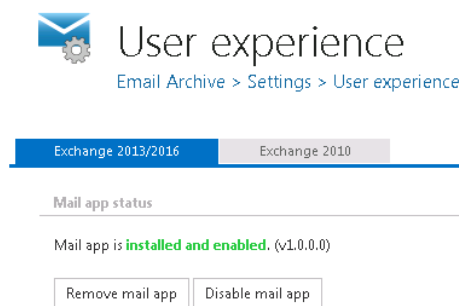 User experience
Email Archive > Settings > User experience
Exchange 2013/2016 Exchange 2010
Mail app status
Mail app is installed and enabled. (v1.0.0.0)
Remove mail app Disable mail app